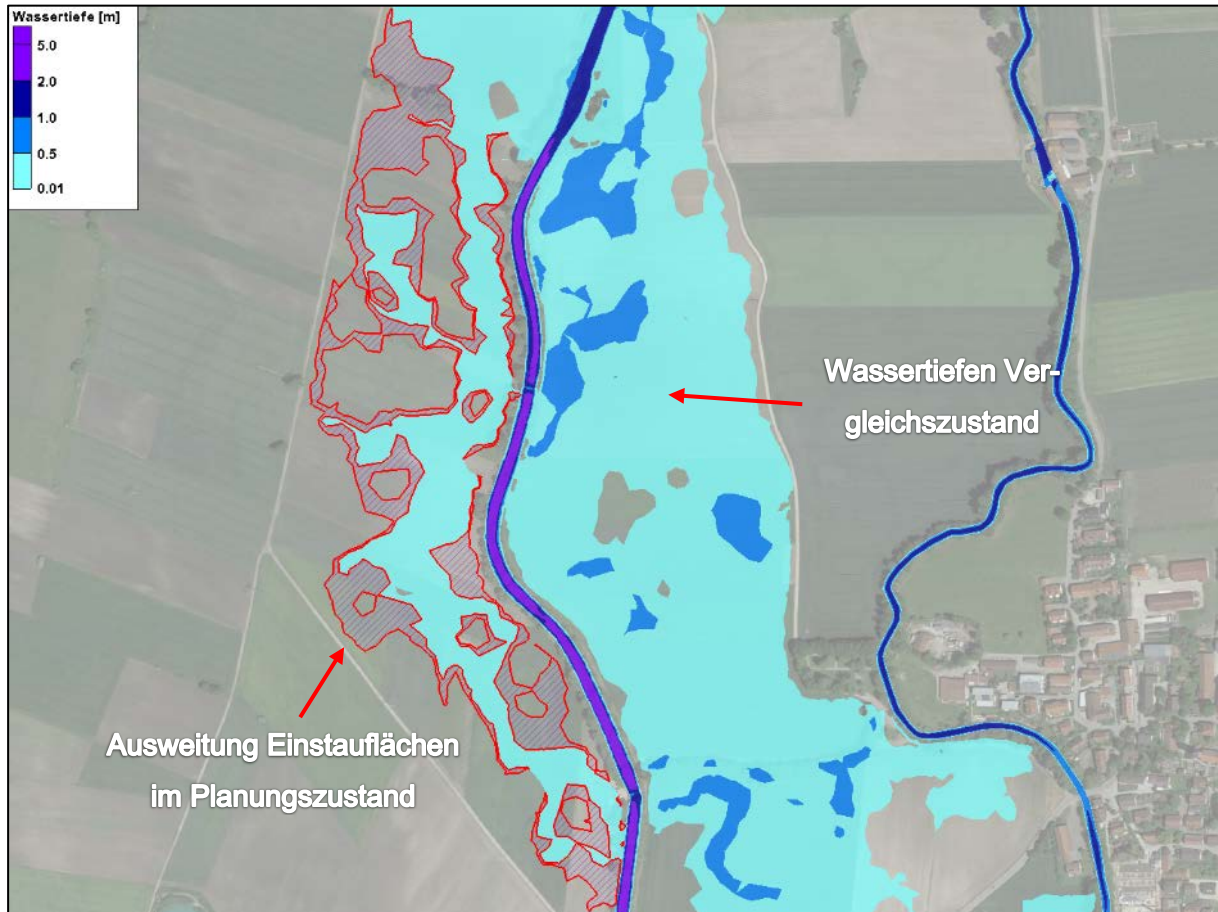 Wassertiefe [m]
5.0
2.0
1.0
0.5
0.01
Wassertiefen Ver-
gleichszustand
Ausweitung Einstauflächen
im Planungszustand